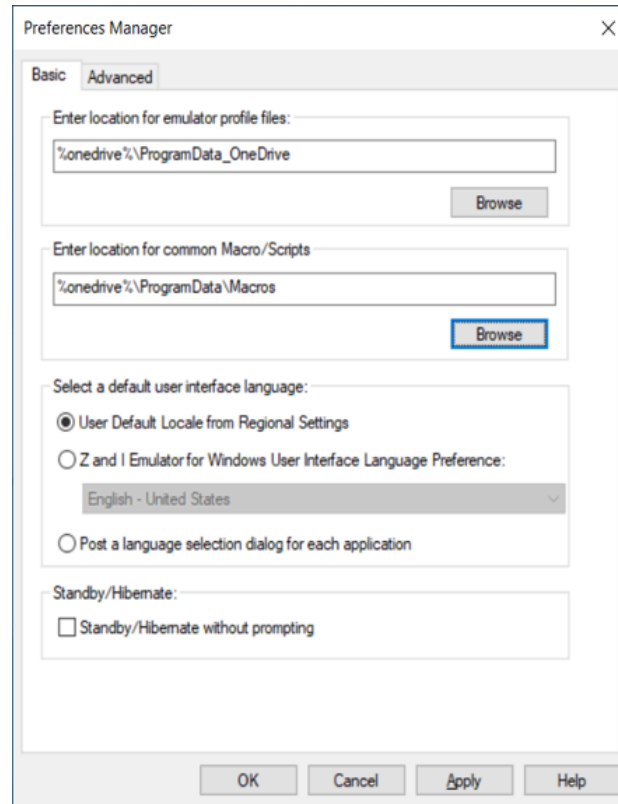 Preferences Manager
Basic
Advanced
Enter location for emulator profile files:
%onedrive%\ProgramData_OneDrive
Browse
Enter location for common Macro/Scripts
%onedrive%\ProgramData\Macros
Browse
Select a default user interface language:
User Default Locale from Regional Settings
Z and I Emulator for Windows User Interface Language Preference:
English - United States
Post a language selection dialog for each application
Standby/Hibernate:
Standby/Hibernate without prompting
OK
Cancel
Apply
Help